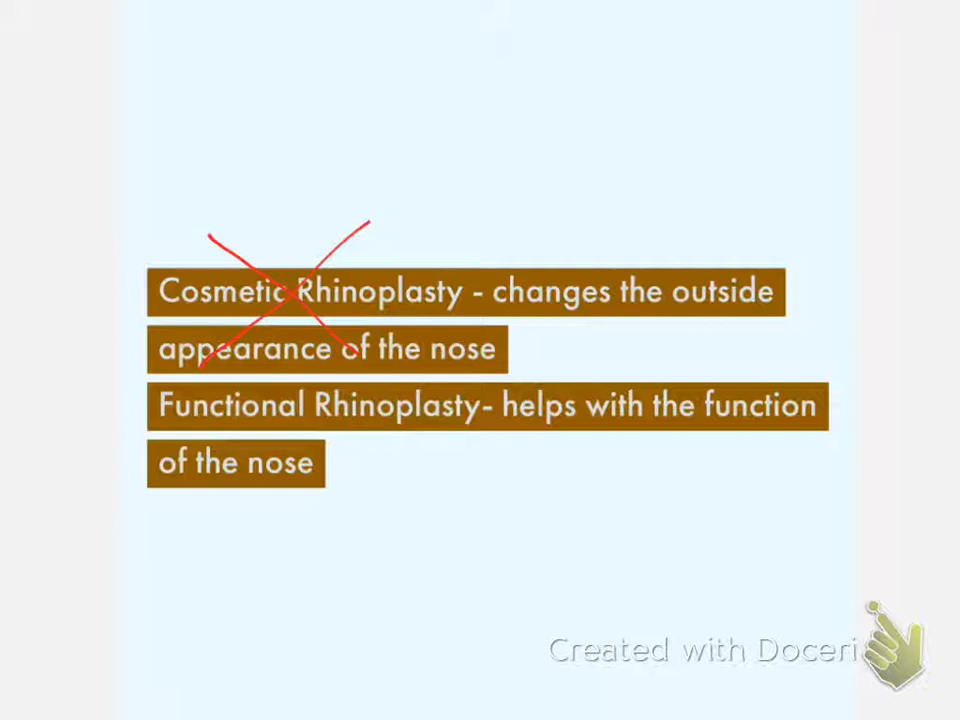 Cosmetic Rhinoplasty - changes the outside
appearance of the nose
Functional Rhinoplasty- helps with the function
of the nose
Created with Doceri